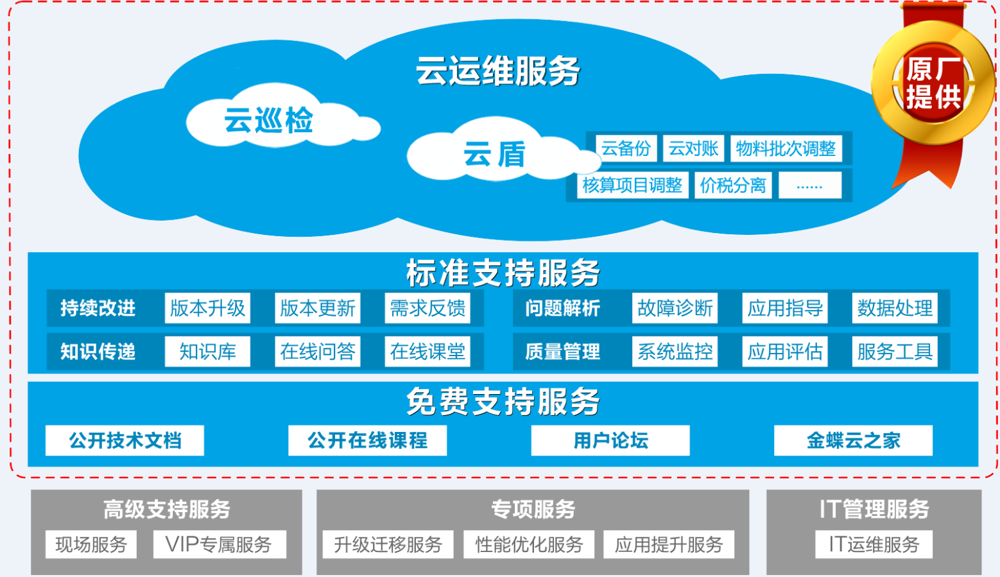 云运维服务
原厂
提供
云巡检
云盾
云备份
云对账
物料批次调整
核算项目调整
价税分离
······
标准支持服务
持续改进
版本升级
版本更新
需求反馈
问题解析
故障诊断
应用指导
数据处理
知识传递
知识库
在线问答
在线课堂
质量管理
系统监控
应用评估
服务工具
免费支持服务
公开技术文档
公开在线课程
用户论坛
金蝶云之家
高级支持服务
现场服务
VIP专属服务
专项服务
升级迁移服务
性能优化服务
应用提升服务
IT管理服务
IT运维服务